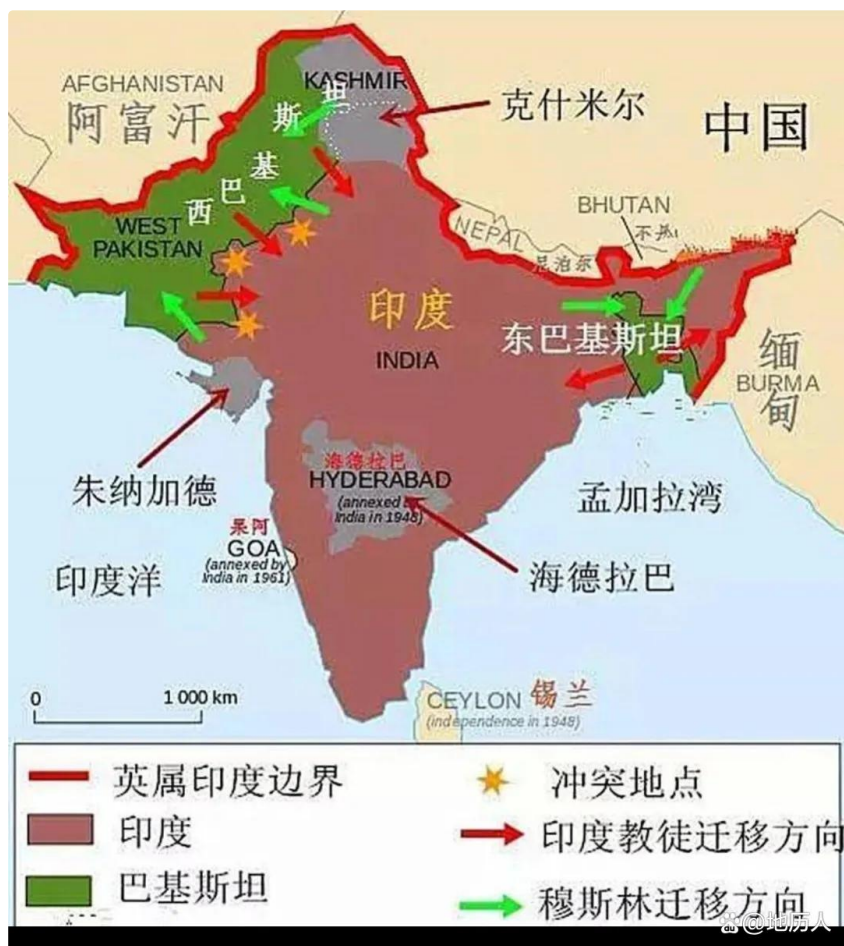 AFGHANISTAN
阿富汗
KASHMIR
克什米尔
中国
西巴基斯坦
WEST
PAKISTAN
BHUTAN
不丹
NEPAL
尼泊尔
印度
INDIA
东巴基斯坦
缅甸
BURMA
朱纳加德
海德拉巴
HYDERABAD
(annexed by
India in 1948)
孟加拉湾
果阿
GOA
(annexed by
India in 1961)
印度洋
海德拉巴
0
1 000 km
CEYLON 锡兰
(independence in 1948)
英属印度边界
冲突地点
印度
印度教徒迁移方向
巴基斯坦
穆斯林迁移方向
@地历人